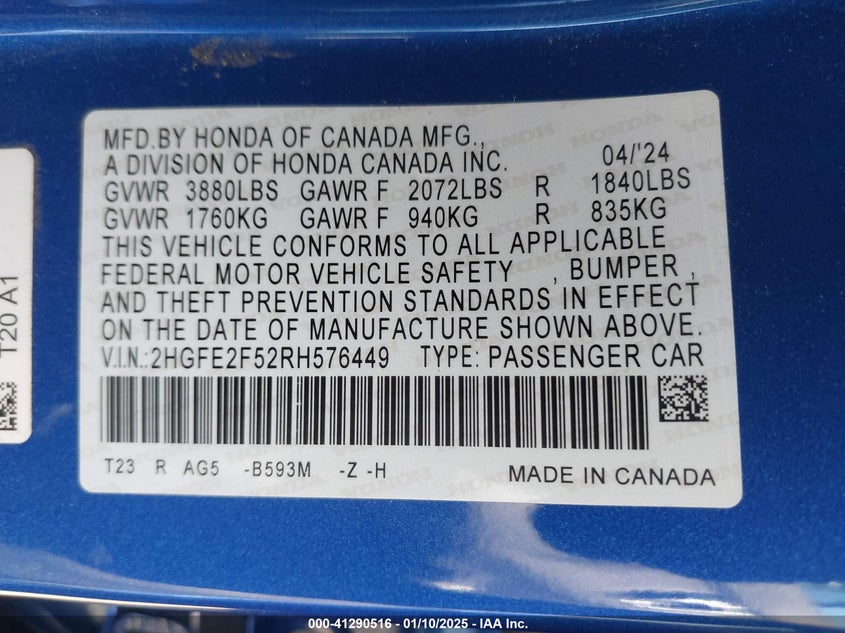 MFD.BY HONDA OF CANADA MFG.,
A DIVISION OF HONDA CANADA INC. 04/'24
GVWR 3880LBS GAWR F 2072LBS R 1840LBS
GVWR 1760KG GAWR F 940KG R 835KG
THIS VEHICLE CONFORMS TO ALL APPLICABLE
FEDERAL MOTOR VEHICLE SAFETY , BUMPER ,
AND THEFT PREVENTION STANDARDS IN EFFECT
ON THE DATE OF MANUFACTURE SHOWN ABOVE.
V.I.N.:2HGFE2F52RH576449 TYPE: PASSENGER CAR
T23 R AG5 -B593M -Z -H
MADE IN CANADA
T20 A1
000-41290516 — 01/10/2025 — IAA Inc.